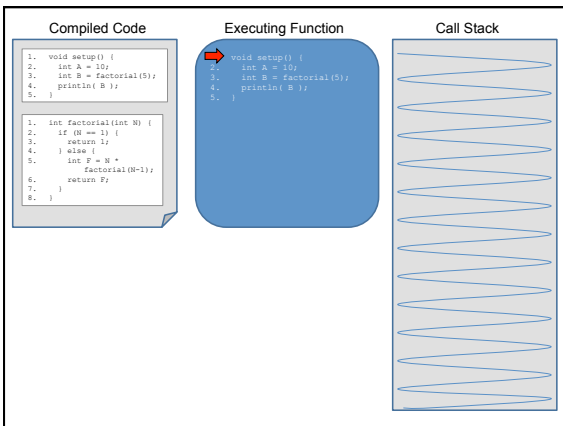 Compiled Code
1. void setup() {
2. int A = 10;
3. int B = factorial(5);
4. println( B );
5. }
1. int factorial(int N) {
2. if (N == 1) {
3. return 1;
4. } else {
5. int F = N *
factorial(N-1);
6. return F;
7. }
8. }
Executing Function
1. void setup() {
2. int A = 10;
3. int B = factorial(5);
4. println( B );
5. }
Call Stack